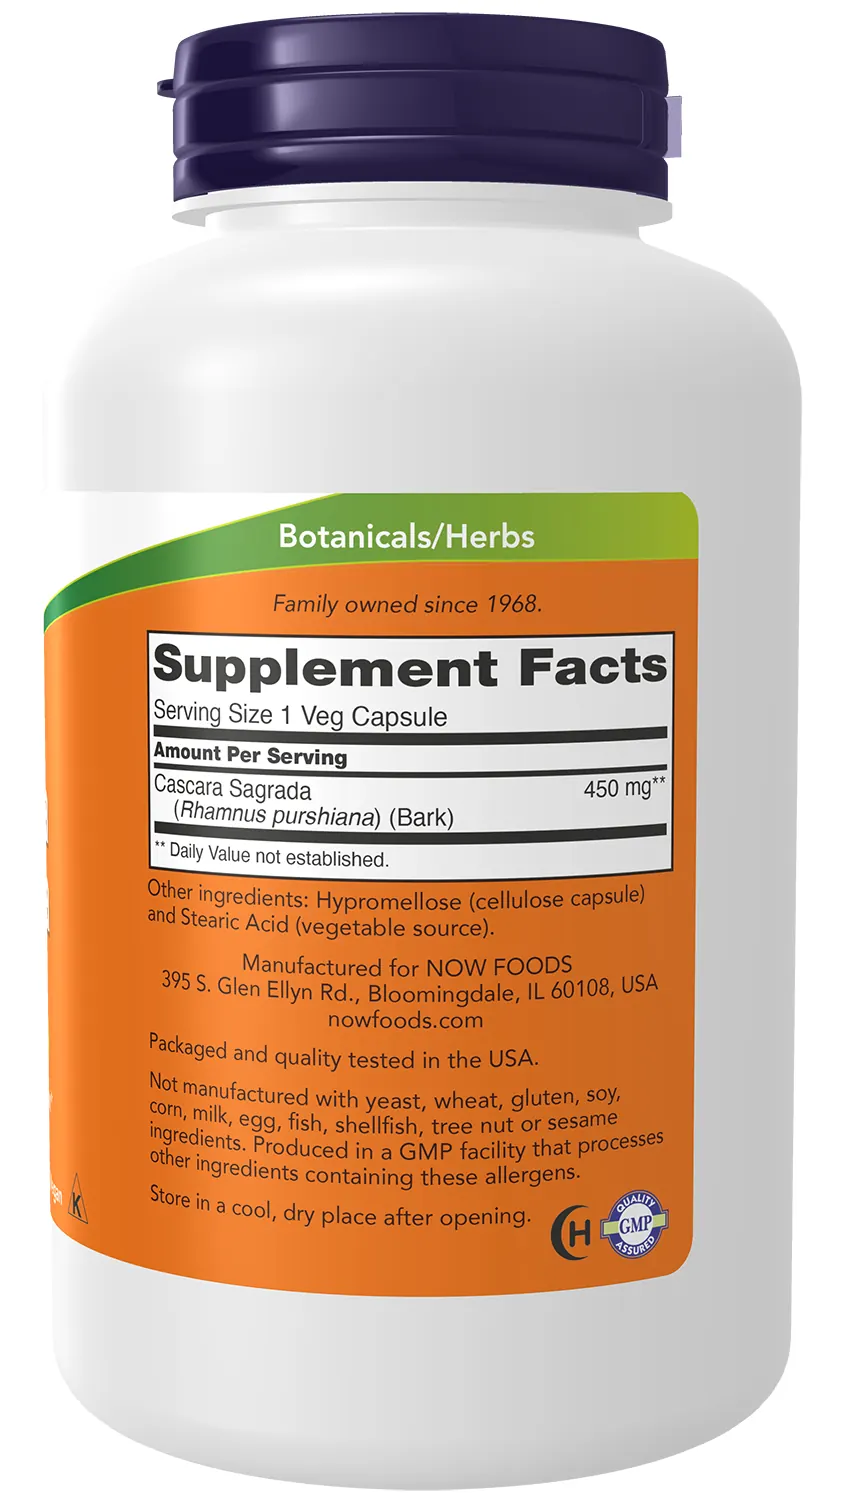 Botanicals/Herbs
Family owned since 1968.
Supplement Facts
Serving Size 1 Veg Capsule
Amount Per Serving
Cascara Sagrada 450 mg**
(Rhamnus purshiana) (Bark)
** Daily Value not established.
Other ingredients: Hypromellose (cellulose capsule)
and Stearic Acid (vegetable source).
Manufactured for NOW FOODS
395 S. Glen Ellyn Rd., Bloomingdale, IL 60108, USA
nowfoods.com
Packaged and quality tested in the USA.
Not manufactured with yeast, wheat, gluten, soy,
corn, milk, egg, fish, shellfish, tree nut or sesame
ingredients. Produced in a GMP facility that processes
other ingredients containing these allergens.
Store in a cool, dry place after opening.
K
H
QUALITY
GMP
ASSURED